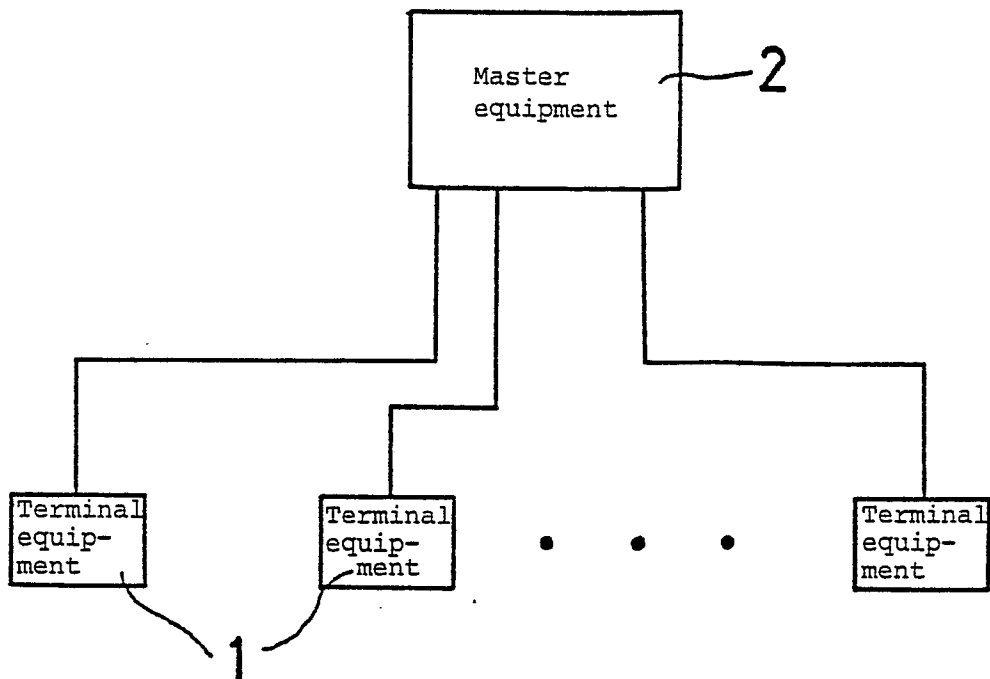 Master
equipment
2
Terminal
equip-
ment
Terminal
equip-
ment
Terminal
equip-
ment
1